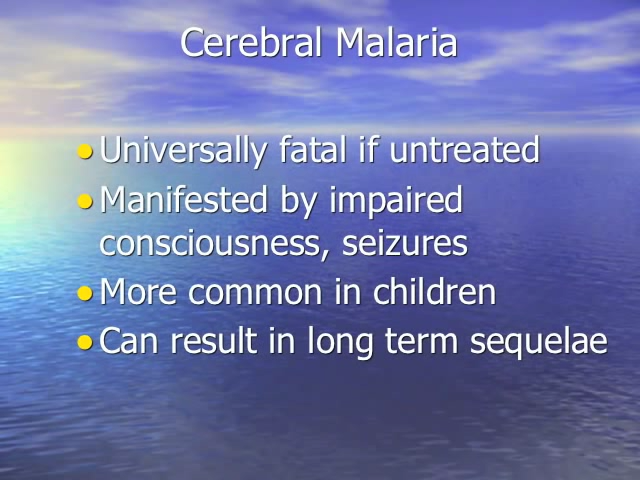 Cerebral Malaria
• Universally fatal if untreated
• Manifested by impaired
consciousness, seizures
• More common in children
• Can result in long term sequelae